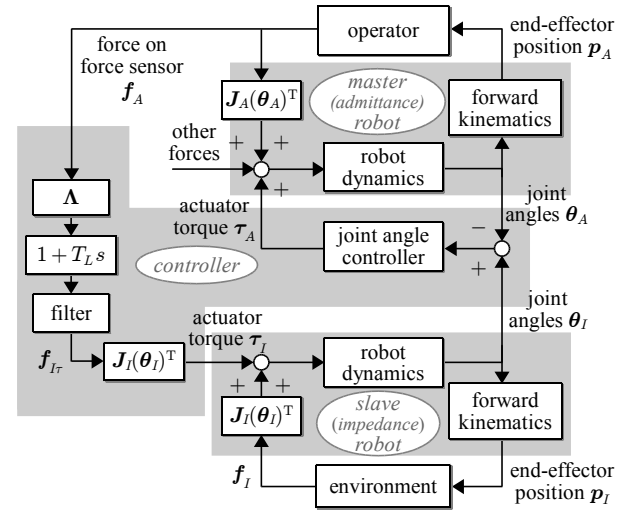 operator
end-effector
position p_A
force on
force sensor
f_A
J_A(θ_A)^T
master
(admittance)
robot
forward
kinematics
other
forces
+ +
+
robot
dynamics
Λ
actuator
torque τ_A
joint angle
controller
−
+
joint
angles θ_A
1 + T_L s
controller
filter
joint
angles θ_I
f_Iτ
J_I(θ_I)^T
actuator
torque τ_I
+ +
robot
dynamics
J_I(θ_I)^T
slave
(impedance)
robot
forward
kinematics
f_I
environment
end-effector
position p_I